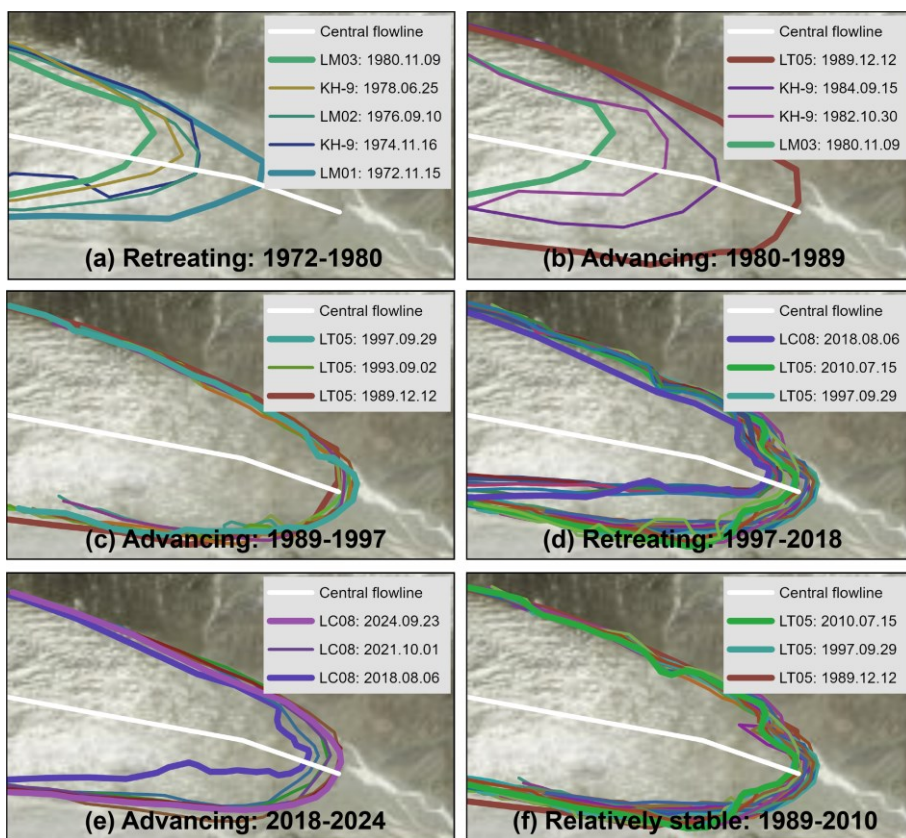 Central flowline
LM03: 1980.11.09
KH-9: 1978.06.25
LM02: 1976.09.10
KH-9: 1974.11.16
LM01: 1972.11.15
(a) Retreating: 1972-1980
Central flowline
LT05: 1989.12.12
KH-9: 1984.09.15
KH-9: 1982.10.30
LM03: 1980.11.09
(b) Advancing: 1980-1989
Central flowline
LT05: 1997.09.29
LT05: 1993.09.02
LT05: 1989.12.12
(c) Advancing: 1989-1997
Central flowline
LC08: 2018.08.06
LT05: 2010.07.15
LT05: 1997.09.29
(d) Retreating: 1997-2018
Central flowline
LC08: 2024.09.23
LC08: 2021.10.01
LC08: 2018.08.06
(e) Advancing: 2018-2024
Central flowline
LT05: 2010.07.15
LT05: 1997.09.29
LT05: 1989.12.12
(f) Relatively stable: 1989-2010